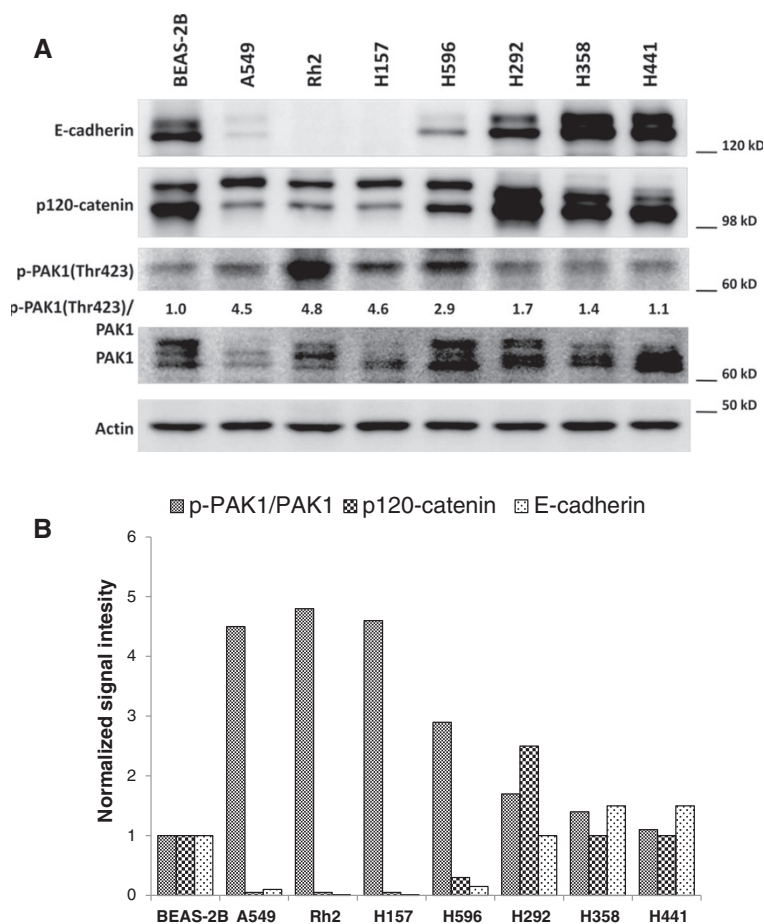 A
BEAS-2B A549 Rh2 H157 H596 H292 H358 H441
E-cadherin
120 kD
p120-catenin
98 kD
p-PAK1(Thr423)
60 kD
p-PAK1(Thr423)/ 1.0 4.5 4.8 4.6 2.9 1.7 1.4 1.1
PAK1
PAK1
60 kD
50 kD
Actin
p-PAK1/PAK1 p120-catenin E-cadherin
B
Normalized signal intesity
6
5
4
3
2
1
0
BEAS-2B A549 Rh2 H157 H596 H292 H358 H441